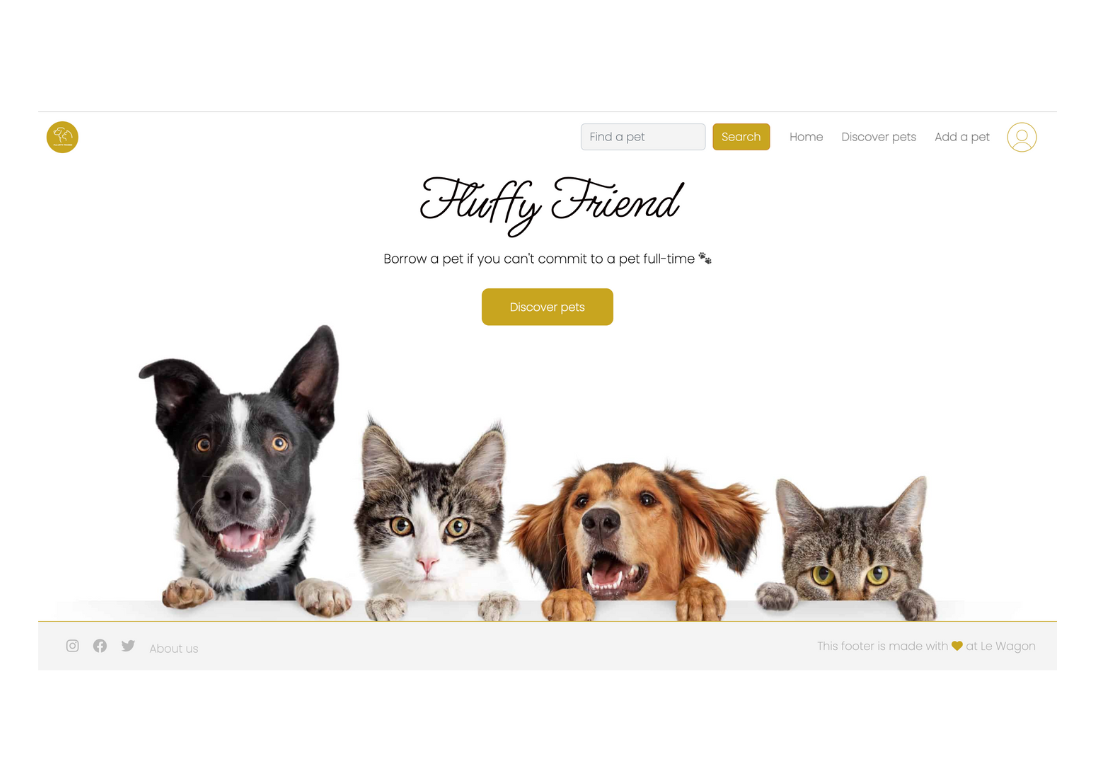 Find a pet
Search
Home
Discover pets
Add a pet
Fluffy Friend
Borrow a pet if you can't commit to a pet full-time 🐾
Discover pets
About us
This footer is made with 💛 at Le Wagon